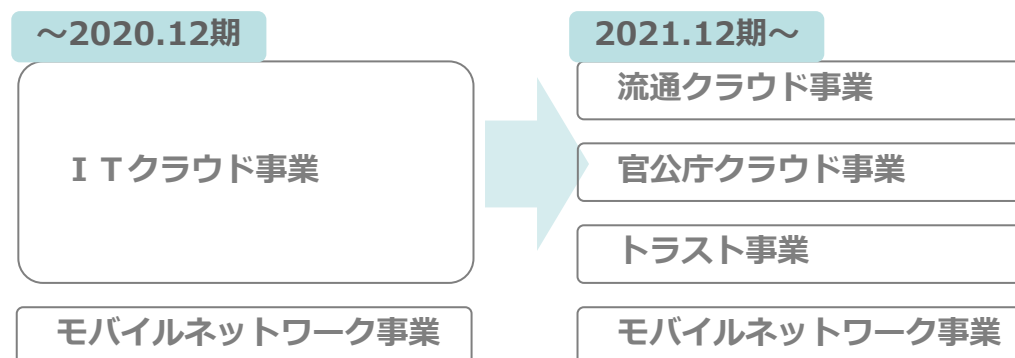 ～2020.12期
ＩＴクラウド事業
モバイルネットワーク事業
2021.12期～
流通クラウド事業
官公庁クラウド事業
トラスト事業
モバイルネットワーク事業